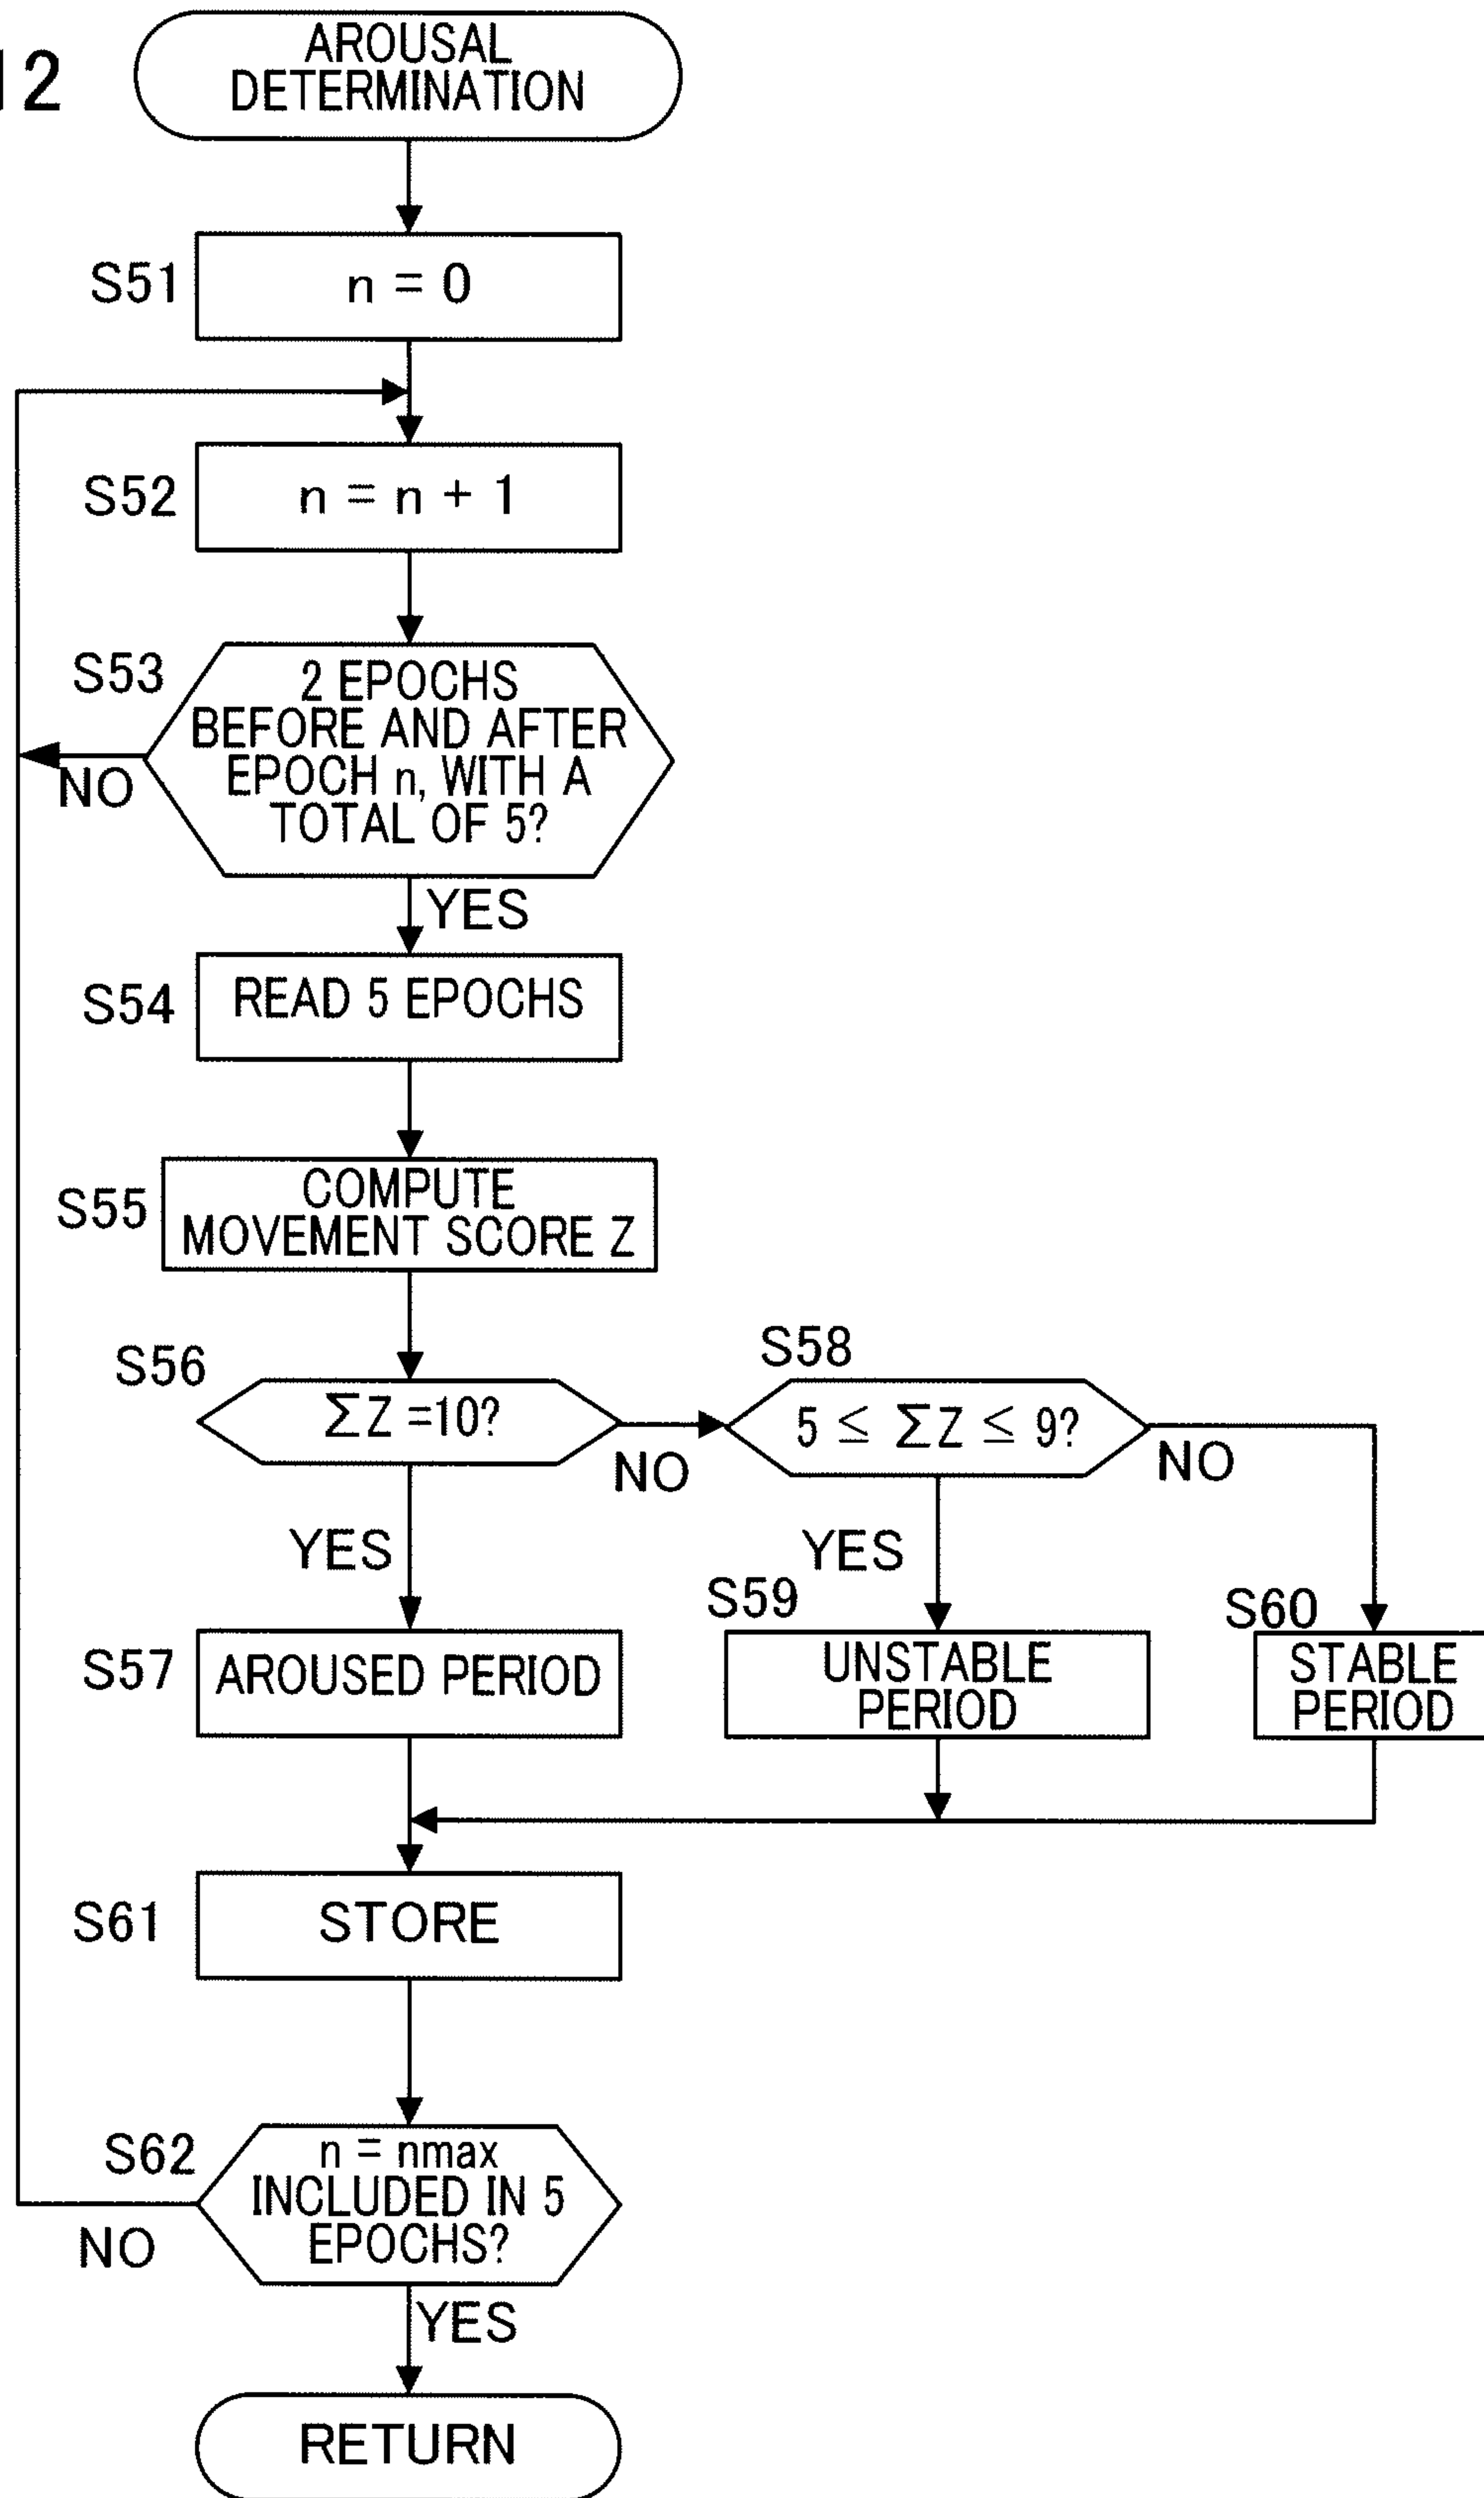 12
AROUSAL
DETERMINATION
S51
n = 0
S52
n = n + 1
S53
2 EPOCHS
BEFORE AND AFTER
EPOCH n, WITH A
TOTAL OF 5?
NO
YES
S54
READ 5 EPOCHS
S55
COMPUTE
MOVEMENT SCORE Z
S56
ΣZ =10?
NO
S58
5 ≤ ΣZ ≤ 9?
NO
YES
YES
S57
AROUSED PERIOD
S59
UNSTABLE
PERIOD
S60
STABLE
PERIOD
S61
STORE
S62
n = nmax
INCLUDED IN 5
EPOCHS?
NO
YES
RETURN